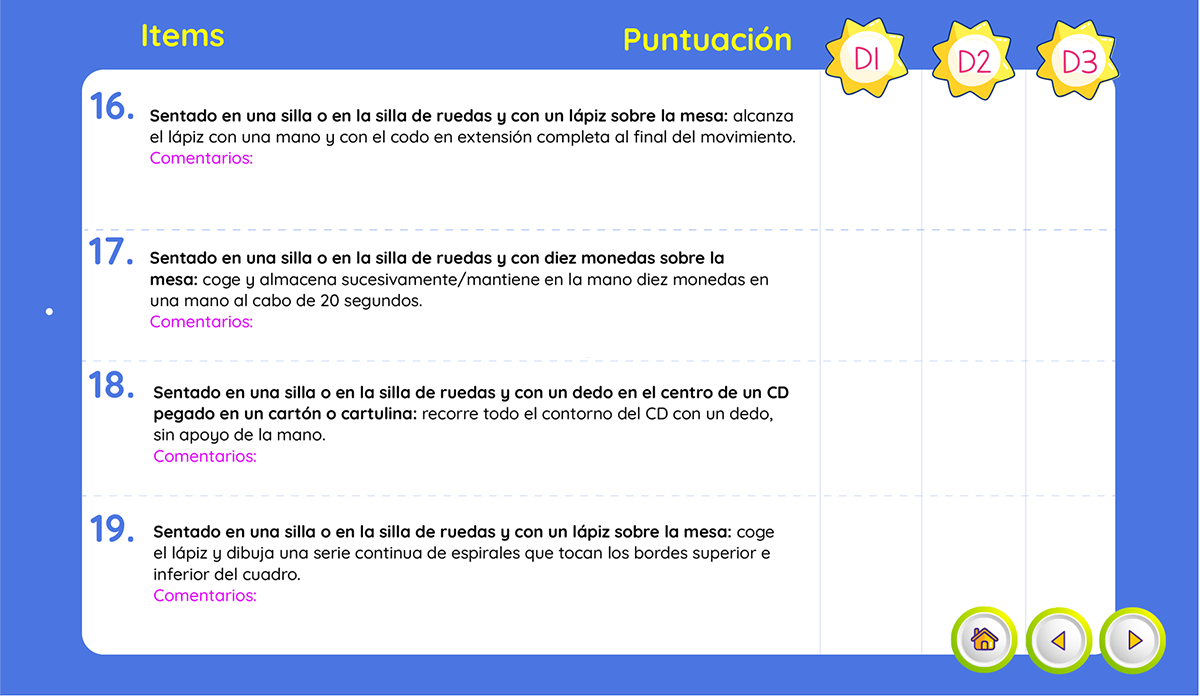 Items
Puntuación
D1
D2
D3
16.
Sentado en una silla o en la silla de ruedas y con un lápiz sobre la mesa: alcanza
el lápiz con una mano y con el codo en extensión completa al final del movimiento.
Comentarios:
17.
Sentado en una silla o en la silla de ruedas y con diez monedas sobre la
mesa: coge y almacena sucesivamente/mantiene en la mano diez monedas en
una mano al cabo de 20 segundos.
Comentarios:
18.
Sentado en una silla o en la silla de ruedas y con un dedo en el centro de un CD
pegado en un cartón o cartulina: recorre todo el contorno del CD con un dedo,
sin apoyo de la mano.
Comentarios:
19.
Sentado en una silla o en la silla de ruedas y con un lápiz sobre la mesa: coge
el lápiz y dibuja una serie continua de espirales que tocan los bordes superior e
inferior del cuadro.
Comentarios: